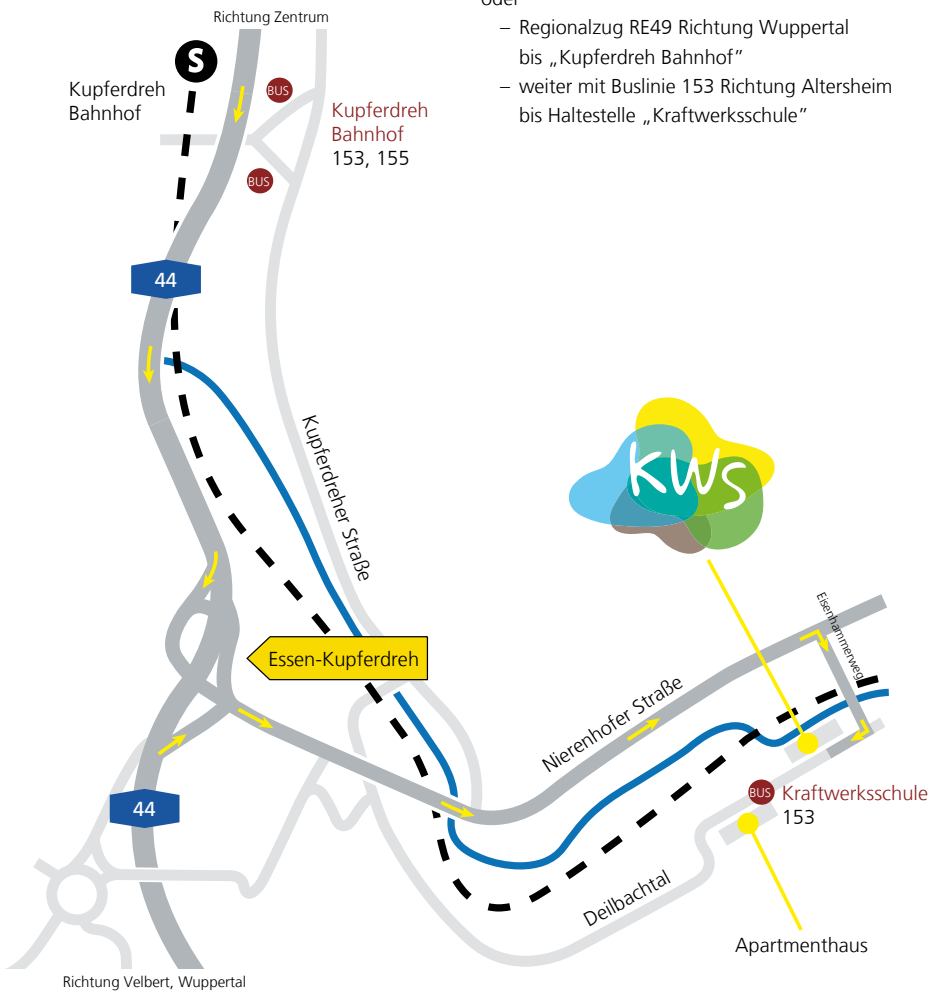 oder
– Regionalzug RE49 Richtung Wuppertal
bis „Kupferdreh Bahnhof”
– weiter mit Buslinie 153 Richtung Altersheim
bis Haltestelle „Kraftwerksschule”
Richtung Zentrum
S
Kupferdreh
Bahnhof
BUS
Kupferdreh
Bahnhof
153, 155
BUS
44
Kupferdreher Straße
KWS
Eisenhammerweg
Essen-Kupferdreh
Nierenhofer Straße
44
BUS
Kraftwerksschule
153
Deilbachtal
Apartmenthaus
Richtung Velbert, Wuppertal